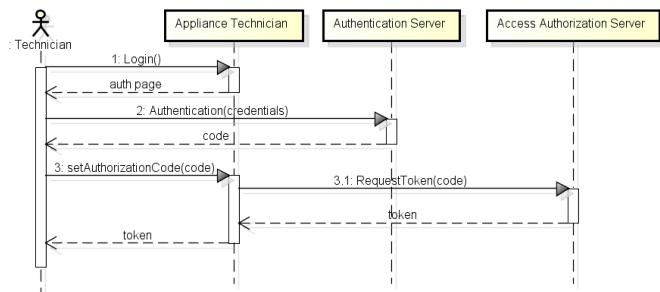 Appliance Technician
Authentication Server
Access Authorization Server
: Technician
1: Login()
auth page
2: Authentication(credentials)
code
3: setAuthorizationCode(code)
3.1: RequestToken(code)
token
token